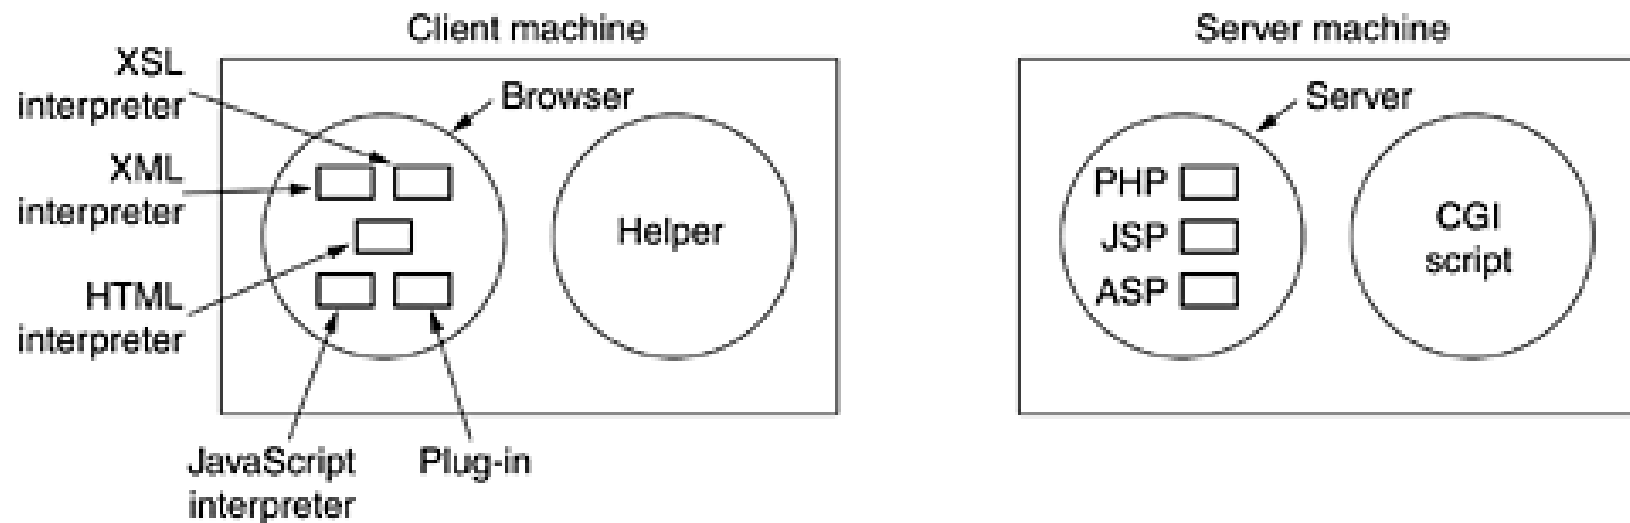 Client machine
Server machine
XSL
interpreter
Browser
Server
XML
interpreter
PHP
Helper
JSP
CGI
script
HTML
interpreter
ASP
JavaScript
interpreter
Plug-in